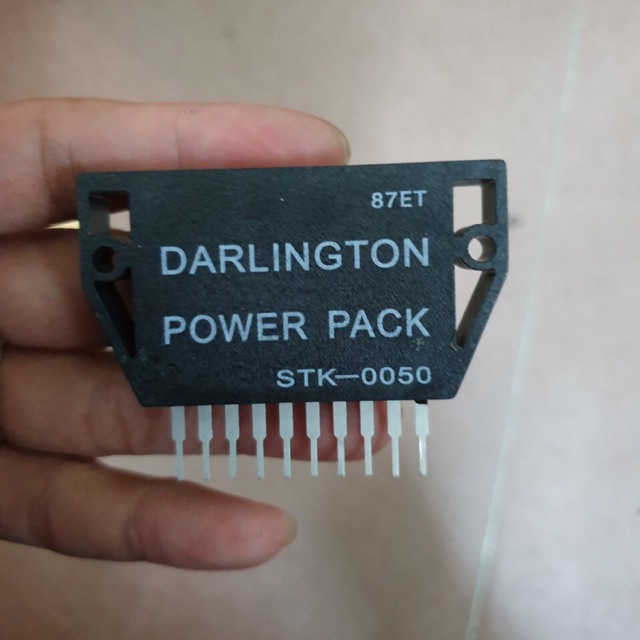 87ET
DARLINGTON
POWER PACK
STK-0050